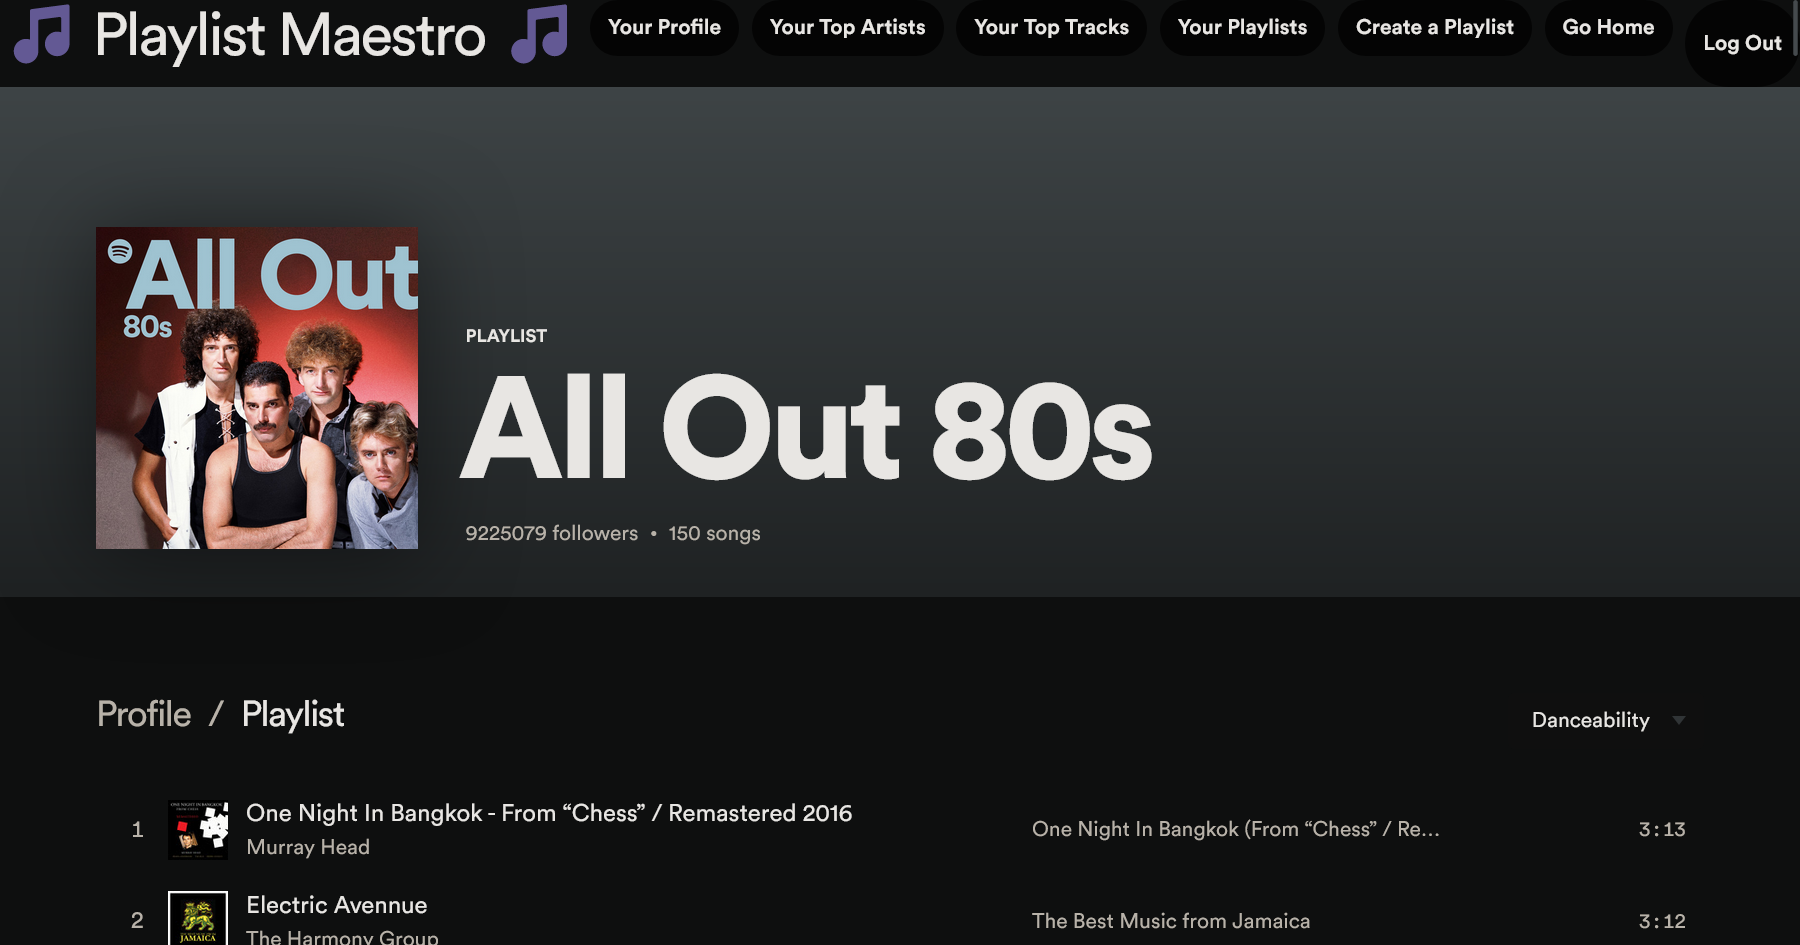 Playlist Maestro
Your Profile
Your Top Artists
Your Top Tracks
Your Playlists
Create a Playlist
Go Home
Log Out
All Out
80s
PLAYLIST
All Out 80s
9225079 followers • 150 songs
Profile / Playlist
Danceability
1
One Night In Bangkok - From “Chess” / Remastered 2016
Murray Head
One Night In Bangkok (From “Chess” / Re...
3:13
2
JAMAICA
Electric Avennue
The Harmony Group
The Best Music from Jamaica
3:12